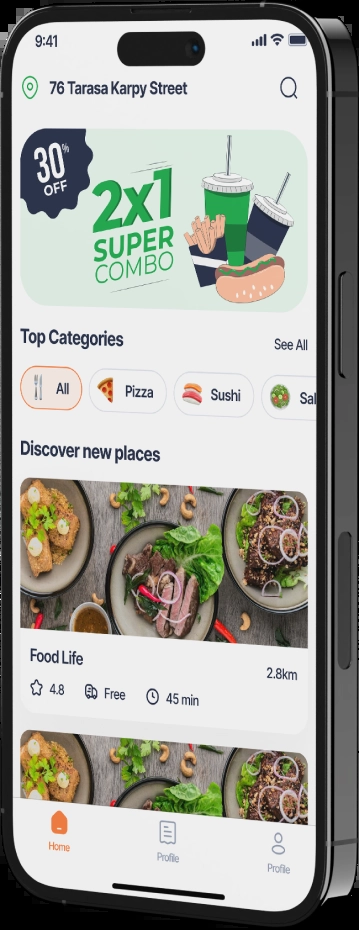 9:41
76 Tarasa Karpy Street
30%
OFF
2x1
SUPER
COMBO
Top Categories
See All
All
Pizza
Sushi
Sal
Discover new places
Food Life
2.8km
4.8
Free
45 min
Home
Profile
Profile